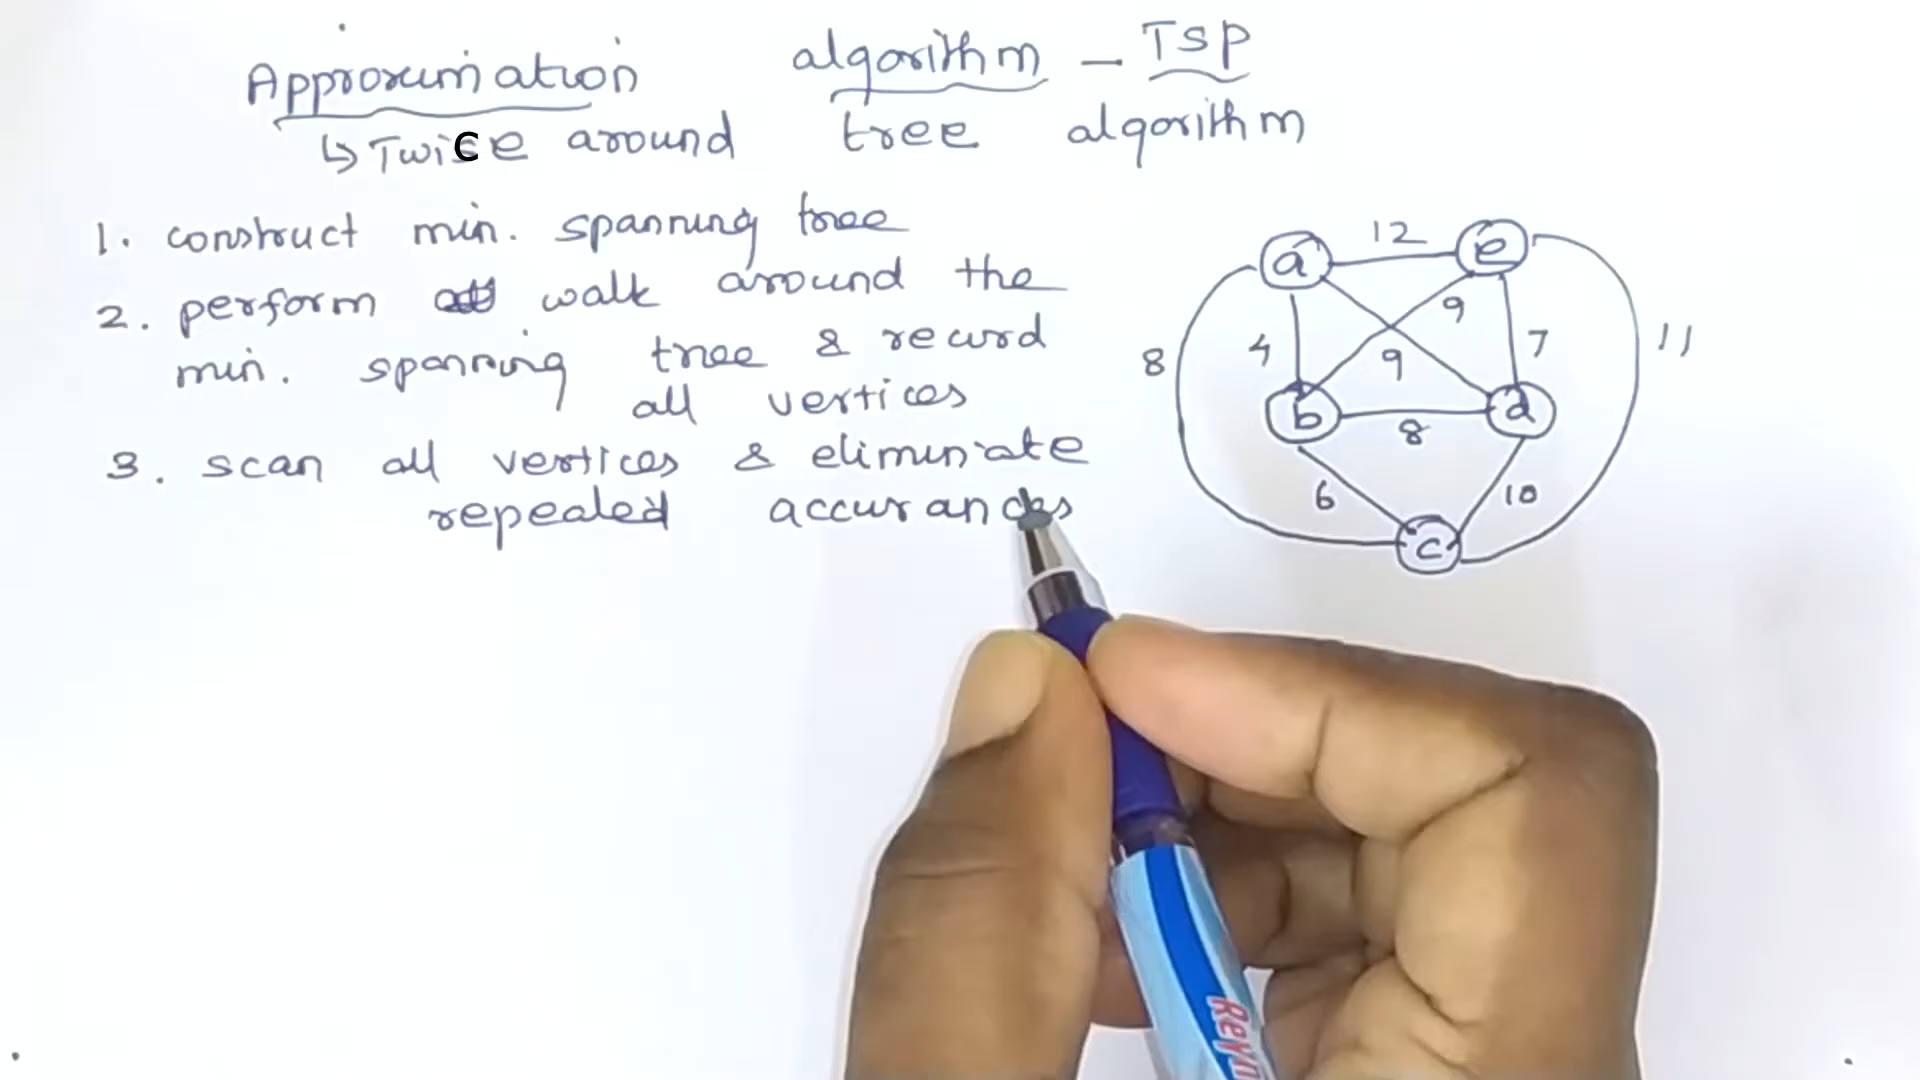 Approximation algorithm - TSP
↳ Twice around tree algorithm
1. construct min. spanning tree
2. perform walk around the
min. spanning tree & record
all vertices
3. scan all vertices & eliminate
repealed accurances
a 12 e
8 4 9 9 7 11
b 8 d
6 10
c
Reyn